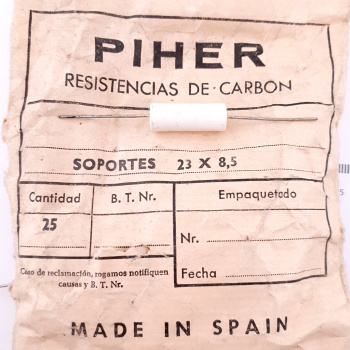 PIHER
RESISTENCIAS DE CARBON
SOPORTES 23 X 8,5
Cantidad B. T. Nr. Empaquetado
25
Nr.
Caso de reclamación, rogamos notifiquen
causas y B. T. Nr.
Fecha
MADE IN SPAIN